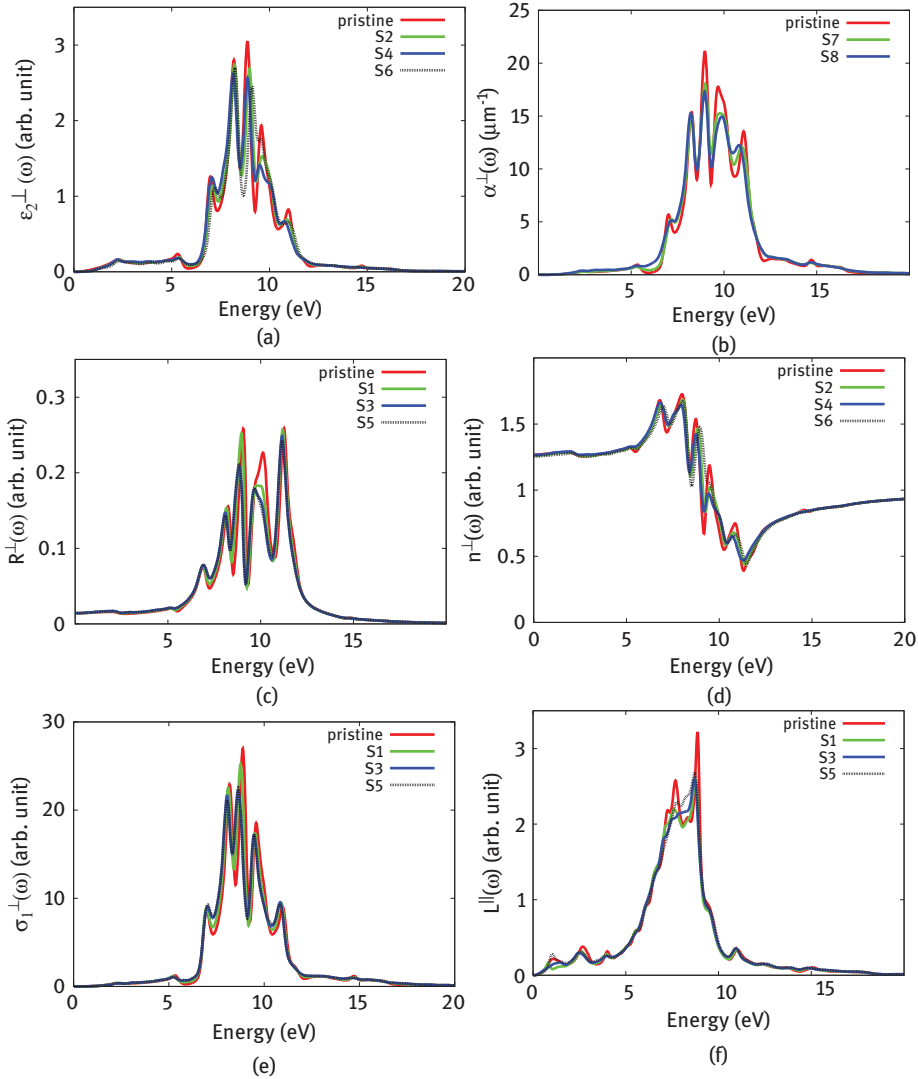 pristine
S2
S4
S6
3
2
1
0
ε₂⊥(ω) (arb. unit)
0 5 10 15 20
Energy (eV)
(a)
pristine
S7
S8
25
20
15
10
5
0
α⊥(ω) (μm⁻¹)
5 10 15
Energy (eV)
(b)
pristine
S1
S3
S5
0.3
0.2
0.1
0
R⊥(ω) (arb. unit)
0 5 10 15
Energy (eV)
(c)
pristine
S2
S4
S6
1.5
1
0.5
0
n⊥(ω) (arb. unit)
0 5 10 15 20
Energy (eV)
(d)
pristine
S1
S3
S5
30
20
10
0
σ₁⊥(ω) (arb. unit)
0 5 10 15 20
Energy (eV)
(e)
pristine
S1
S3
S5
3
2
1
0
L||(ω) (arb. unit)
0 5 10 15
Energy (eV)
(f)